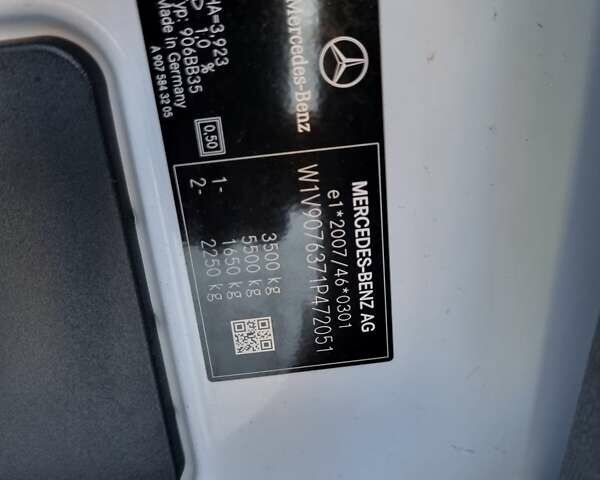 Mercedes-Benz
HA=3,923
1,0 %
yp: 906BB35
Made in Germany
A 907 584 32 05
0,50
MERCEDES-BENZ AG
e1*2007/46*0301
W1V9076371P472051
3500 kg
5500 kg
1- 1650 kg
2- 2250 kg